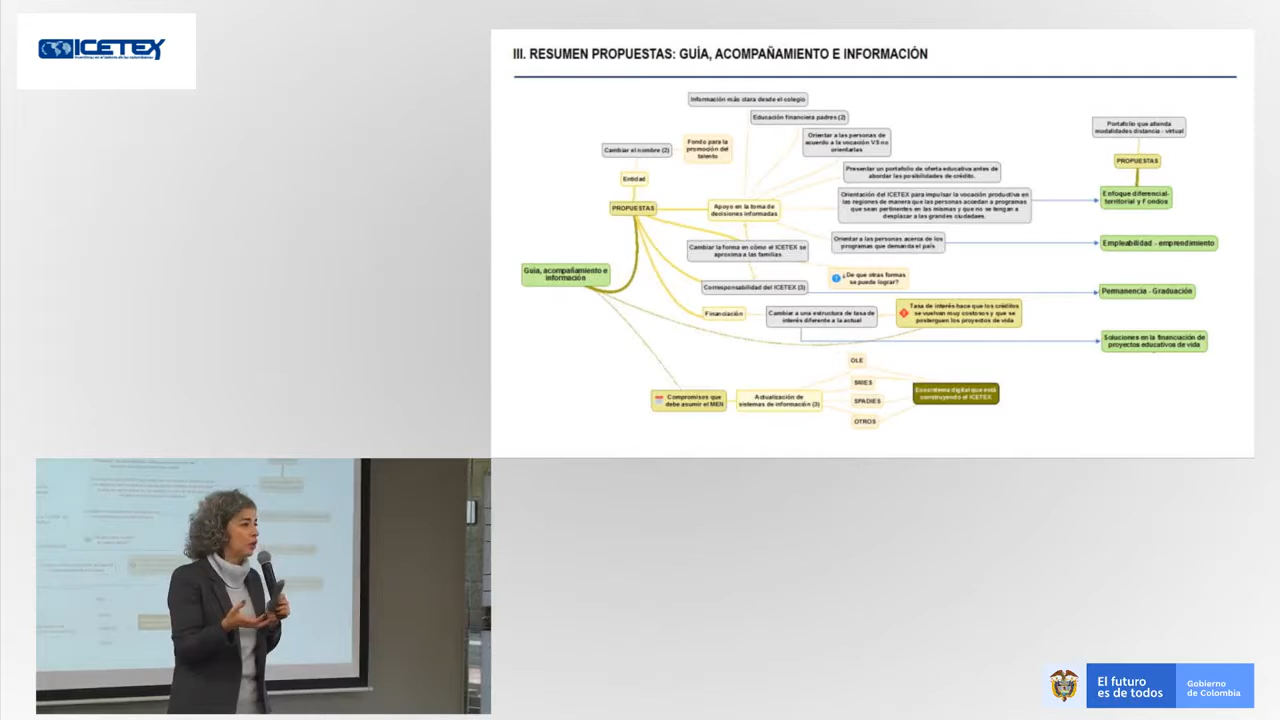 ICETEX
III. RESUMEN PROPUESTAS: GUÍA, ACOMPAÑAMIENTO E INFORMACIÓN
Información más clara desde el colegio
Educación financiera padres (2)
Orientar a las personas de
acuerdo a la vocación VS no
orientarlas
Cambiar el nombre (2)
Fondo para la
promoción del
talento
Presentar un portafolio de oferta educativa antes de
abordar las posibilidades de crédito.
Entidad
PROPUESTAS
Apoyo en la toma de
decisiones informadas
Orientación del ICETEX para impulsar la vocación productiva en
las regiones de manera que las personas accedan a programas
que sean pertinentes en las mismas y que no se tengan a
desplazar a las grandes ciudades.
Cambiar la forma en cómo el ICETEX se
aproxima a las familias
Orientar a las personas acerca de los
programas que demanda el país
Guía, acompañamiento e
información
¿De que otras formas
se puede lograr?
Corresponsabilidad del ICETEX (3)
Financiación
Cambiar a una estructura de tasa de
interés diferente a la actual
Tasa de interés hace que los créditos
se vuelvan muy costosos y que se
posterguen los proyectos de vida
Compromisos que
debe asumir el MEN
Actualización de
sistemas de información (3)
OLE
SNIES
SPADIES
OTROS
Ecosistema digital que está
construyendo el ICETEX
Portafolio que atienda
modalidades distancia - virtual
PROPUESTAS
Enfoque diferencial-
territorial y Fondos
Empleabilidad - emprendimiento
Permanencia - Graduación
Soluciones en la financiación de
proyectos educativos de vida
El futuro
es de todos
Gobierno
de Colombia